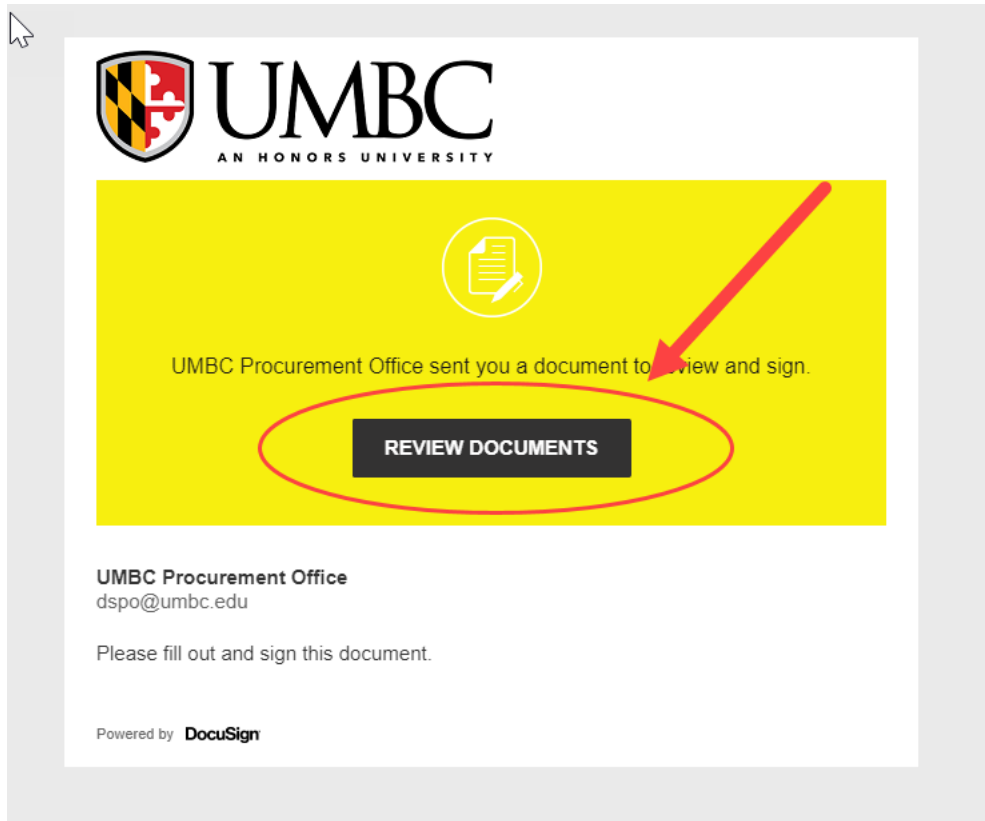 UMBC
AN HONORS UNIVERSITY
UMBC Procurement Office sent you a document to review and sign.
REVIEW DOCUMENTS
UMBC Procurement Office
dspo@umbc.edu
Please fill out and sign this document.
Powered by DocuSign